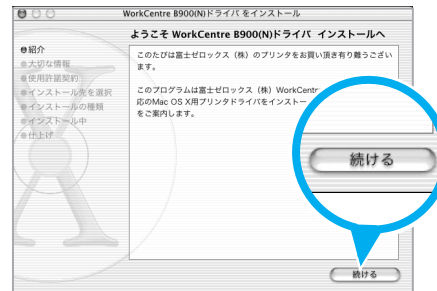 WorkCentre B900(N)ドライバ をインストール
ようこそ WorkCentre B900(N)ドライバ インストールへ
紹介
大切な情報
使用許諾契約
インストール先を選択
インストールの種類
インストール中
仕上げ
このたびは富士ゼロックス（株）のプリンタをお買い頂き有り難うござい
ます。
このプログラムは富士ゼロックス（株）WorkCentr
応のMac OS X用プリンタドライバをインストー
をご案内します。
続ける
続ける